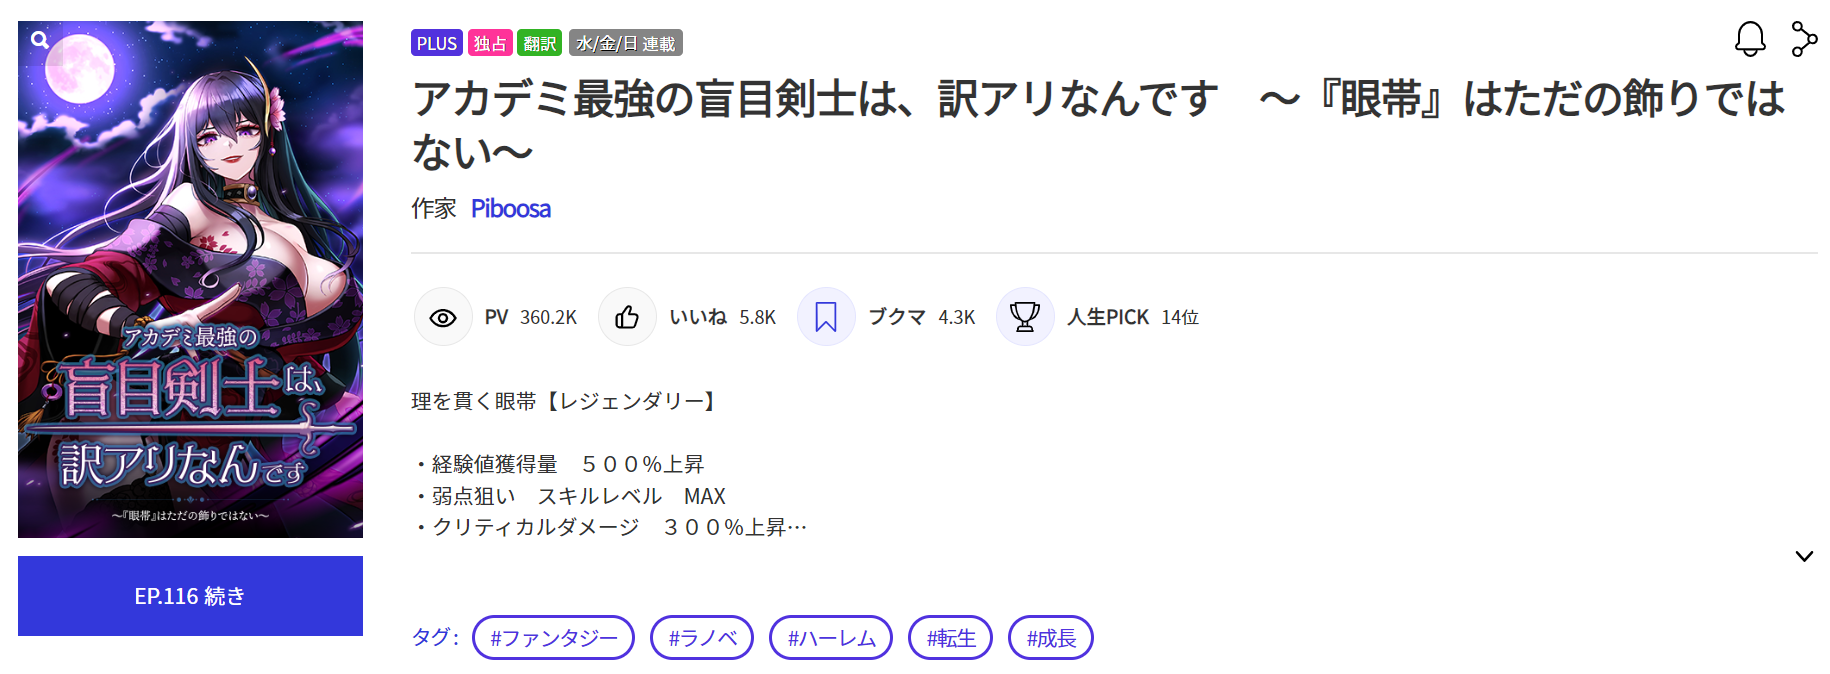 アカデミ最強の
盲目剣士は、
訳アリなんです
～『眼帯』はただの飾りではない～
EP.116 続き
PLUS 独占 翻訳 水/金/日 連載
アカデミ最強の盲目剣士は、訳アリなんです　～『眼帯』はただの飾りでは
ない～
作家 Piboosa
PV 360.2K いいね 5.8K ブクマ 4.3K 人生PICK 14位
理を貫く眼帯【レジェンダリー】
・経験値獲得量　５００％上昇
・弱点狙い　スキルレベル　MAX
・クリティカルダメージ　３００％上昇…
タグ : #ファンタジー #ラノベ #ハーレム #転生 #成長